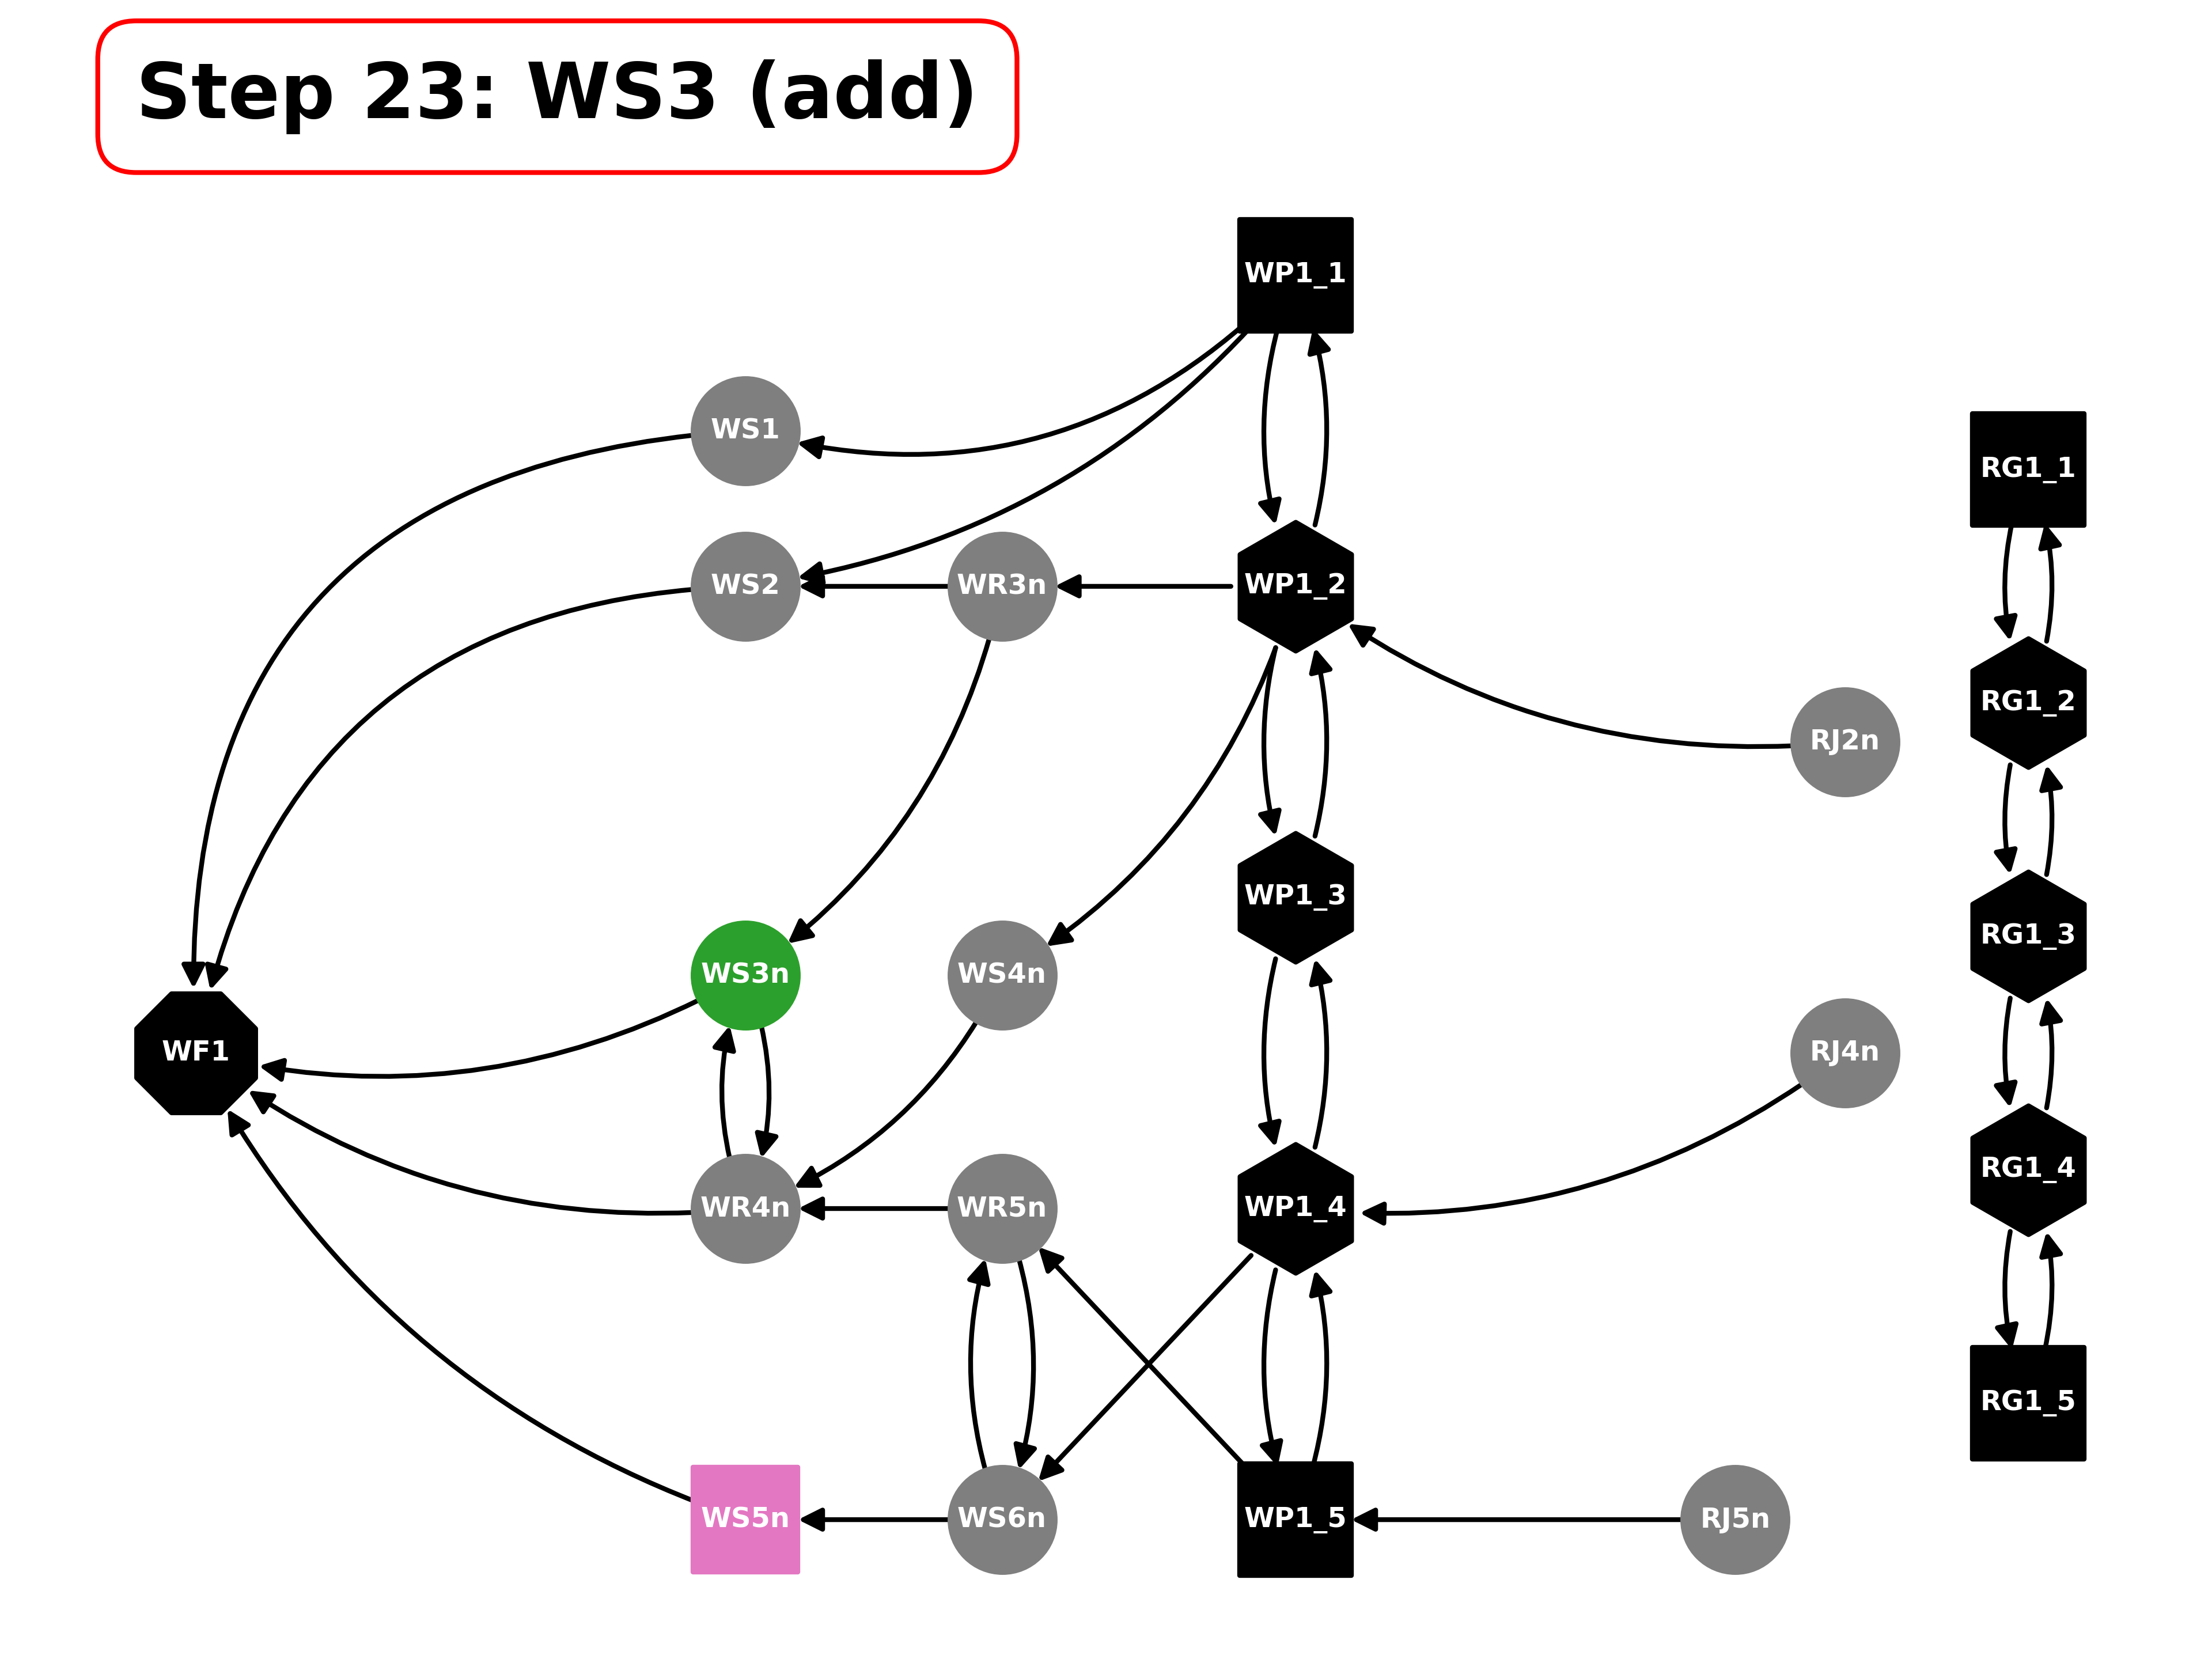 Step 23: WS3 (add)
WP1_1
WS1
RG1_1
WS2
WR3n
WP1_2
RG1_2
RJ2n
WP1_3
RG1_3
WS3n
WS4n
WF1
RJ4n
RG1_4
WR4n
WR5n
WP1_4
RG1_5
WS5n
WS6n
WP1_5
RJ5n